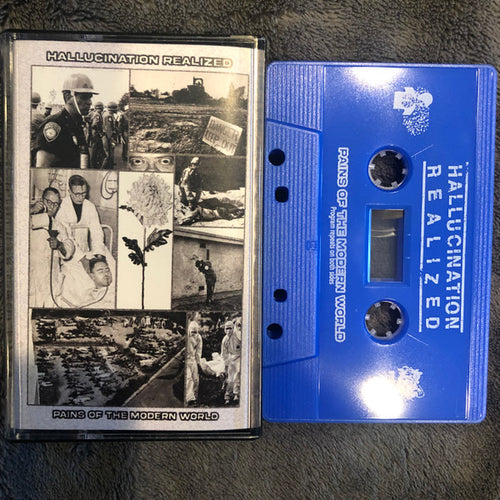 HALLUCINATION REALIZED
PAINS OF THE MODERN WORLD
HALLUCINATION
REALIZED
PAINS OF THE MODERN WORLD
Program repeats on both sides